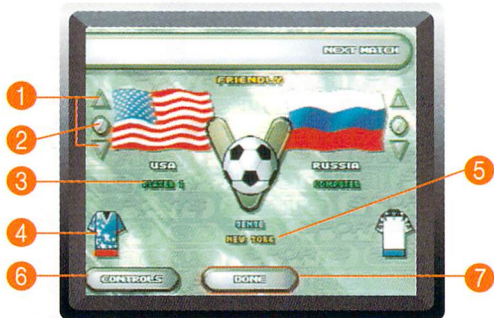 NEXT MATCH
FRIENDLY
1
2
USA
RUSSIA
3
PLAYER 1
COMPUTER
5
4
SENSE
NEW YORK
6
CONTROLS
DONE
7